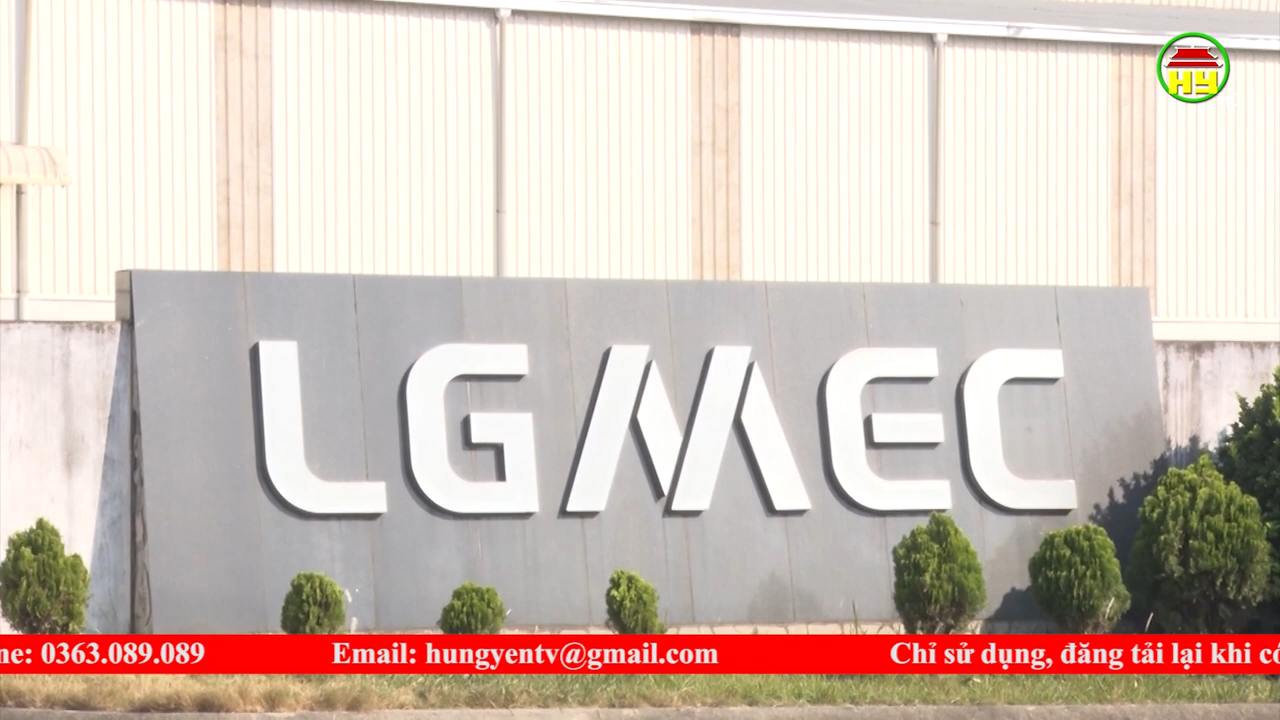 HY
LGMEC
ne: 0363.089.089 Email: hungyentv@gmail.com Chỉ sử dụng, đăng tải lại khi có